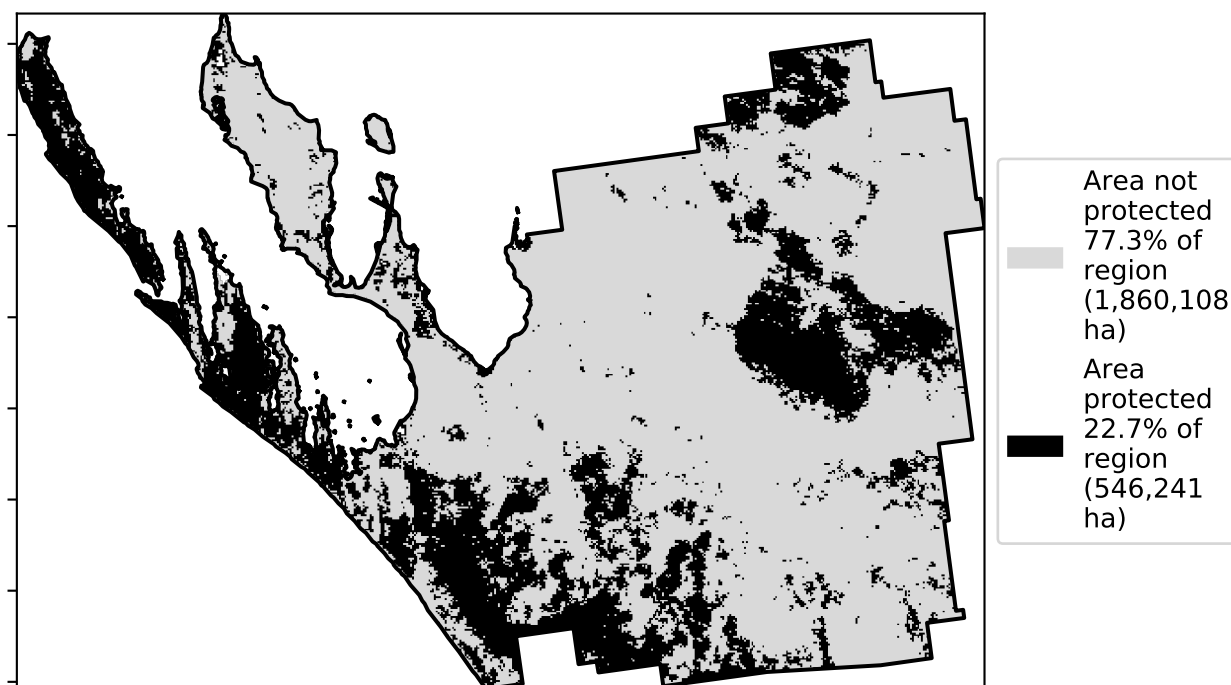 Area not
protected
77.3% of
region
(1,860,108
ha)
Area
protected
22.7% of
region
(546,241
ha)